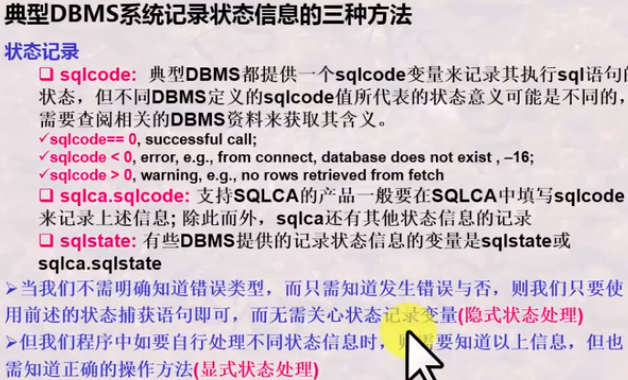 典型DBMS系统记录状态信息的三种方法
状态记录
❑ sqlcode: 典型DBMS都提供一个sqlcode变量来记录其执行sql语句的
状态，但不同DBMS定义的sqlcode值所代表的状态意义可能是不同的，
需要查阅相关的DBMS资料来获取其含义。
✓sqlcode== 0, successful call;
✓sqlcode < 0, error, e.g., from connect, database does not exist , –16;
✓sqlcode > 0, warning, e.g., no rows retrieved from fetch
❑ sqlca.sqlcode: 支持SQLCA的产品一般要在SQLCA中填写sqlcode
来记录上述信息; 除此而外，sqlca还有其他状态信息的记录
❑ sqlstate: 有些DBMS提供的记录状态信息的变量是sqlstate或
sqlca.sqlstate
➢当我们不需明确知道错误类型，而只需知道发生错误与否，则我们只要使
用前述的状态捕获语句即可，而无需关心状态记录变量(隐式状态处理)
➢但我们程序中如要自行处理不同状态信息时，则需要知道以上信息，但也
需知道正确的操作方法(显式状态处理)